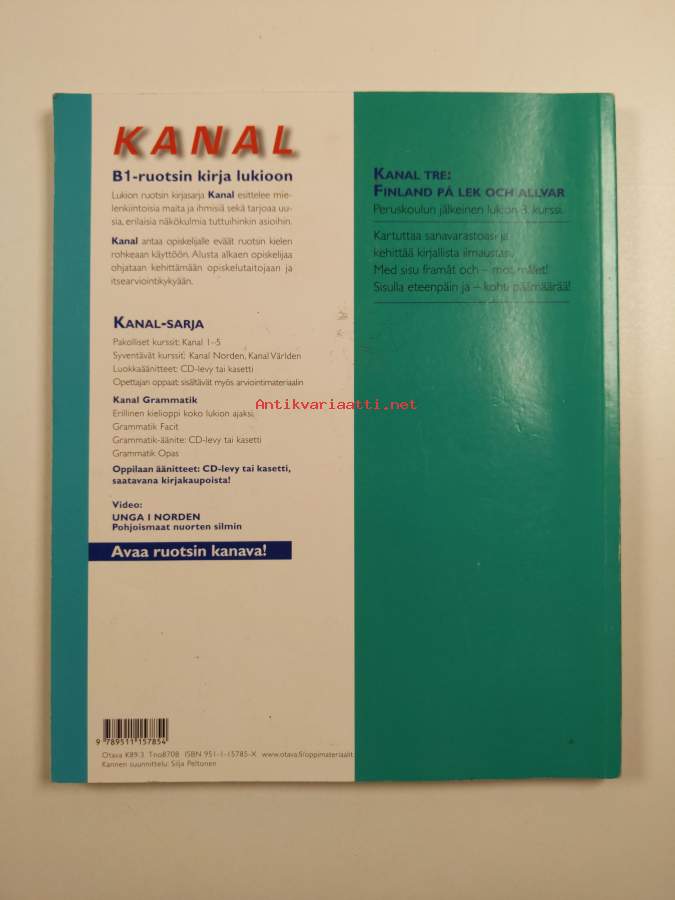 KANAL
B1-ruotsin kirja lukioon
Lukion ruotsin kirjasarja Kanal esittelee mie-
lenkiintoisia maita ja ihmisiä sekä tarjoaa uu-
sia, erilaisia näkökulmia tuttuihinkin asioihin.
Kanal antaa opiskelijalle eväät ruotsin kielen
rohkeaan käyttöön. Alusta alkaen opiskelijaa
ohjataan kehittämään opiskelutaitojaan ja
itsearviointikykyään.
KANAL-SARJA
Pakolliset kurssit: Kanal 1–5
Syventävät kurssit: Kanal Norden, Kanal Världen
Luokkaäänitteet: CD-levy tai kasetti
Opettajan oppaat: sisältävät myös arviointimateriaalin
Kanal Grammatik
Erillinen kielioppi koko lukion ajaksi
Grammatik Facit
Grammatik-äänite: CD-levy tai kasetti
Grammatik Opas
Oppilaan äänitteet: CD-levy tai kasetti,
saatavana kirjakaupoista!
Video:
UNGA I NORDEN
Pohjoismaat nuorten silmin
Avaa ruotsin kanava!
9 789511 157854
Otava K89.3 T-no8708 ISBN 951-1-15785-X www.otava.fi/oppimateriaalit
Kannen suunnittelu: Silja Peltonen
KANAL TRE:
FINLAND PÅ LEK OCH ALLVAR
Peruskoulun jälkeinen lukion 3. kurssi.
Kartuttaa sanavarastoasi ja
kehittää kirjallista ilmaustasi.
Med sisu framåt och – mot målet!
Sisulla eteenpäin ja – kohti päämäärää!
Antikvariaatti.net